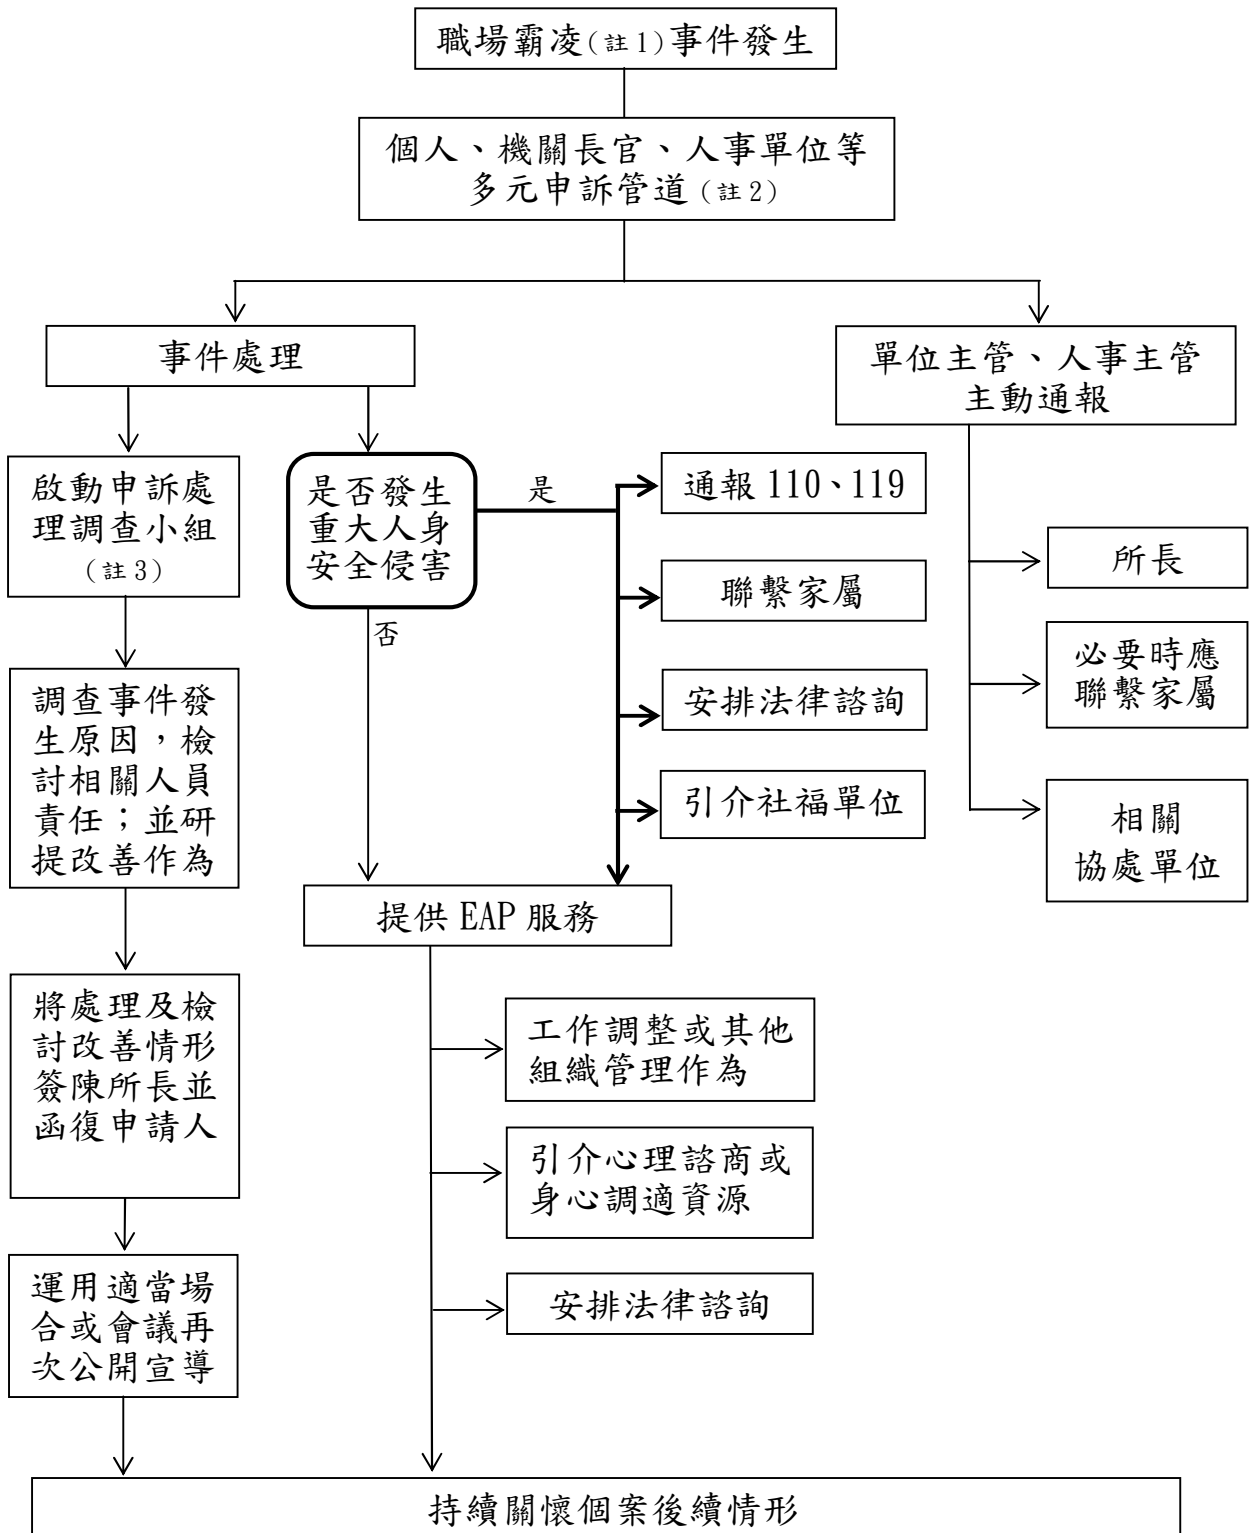 職場霸凌(註1)事件發生
個人、機關長官、人事單位等
多元申訴管道(註2)
事件處理
單位主管、人事主管
主動通報
啟動申訴處
理調查小組
(註3)
是否發生
重大人身
安全侵害
是
否
通報 110、119
聯繫家屬
安排法律諮詢
引介社福單位
所長
必要時應
聯繫家屬
相關
協處單位
調查事件發
生原因，檢
討相關人員
責任；並研
提改善作為
提供 EAP 服務
將處理及檢
討改善情形
簽陳所長並
函復申請人
工作調整或其他
組織管理作為
引介心理諮商或
身心調適資源
安排法律諮詢
運用適當場
合或會議再
次公開宣導
持續關懷個案後續情形